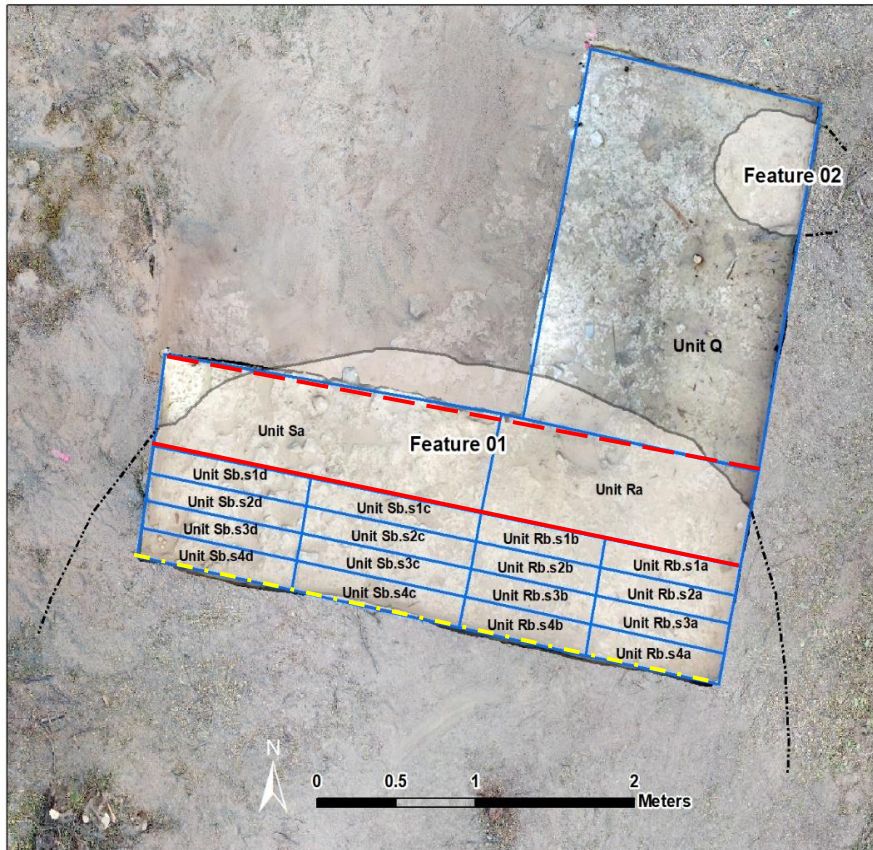 Feature 02
Unit Q
Unit Sa
Feature 01
Unit Ra
Unit Sb.s1d
Unit Sb.s1c
Unit Rb.s1b
Unit Rb.s1a
Unit Sb.s2d
Unit Sb.s2c
Unit Rb.s2b
Unit Rb.s2a
Unit Sb.s3d
Unit Sb.s3c
Unit Rb.s3b
Unit Rb.s3a
Unit Sb.s4d
Unit Sb.s4c
Unit Rb.s4b
Unit Rb.s4a
N
0 0.5 1 2
Meters